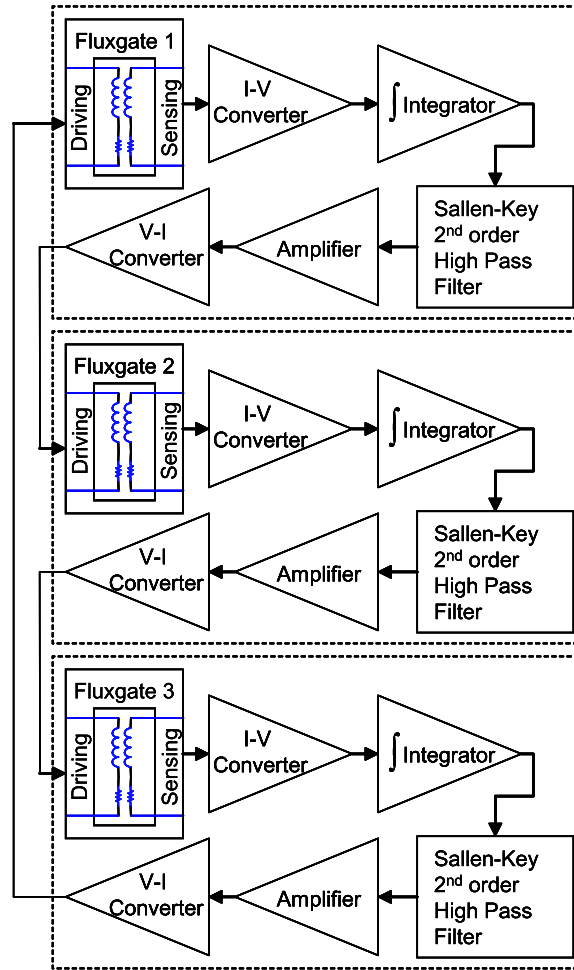 Fluxgate 1
Driving
Sensing
I-V
Converter
∫ Integrator
Sallen-Key
2nd order
High Pass
Filter
Amplifier
V-I
Converter
Fluxgate 2
Driving
Sensing
I-V
Converter
∫ Integrator
Sallen-Key
2nd order
High Pass
Filter
Amplifier
V-I
Converter
Fluxgate 3
Driving
Sensing
I-V
Converter
∫ Integrator
Sallen-Key
2nd order
High Pass
Filter
Amplifier
V-I
Converter